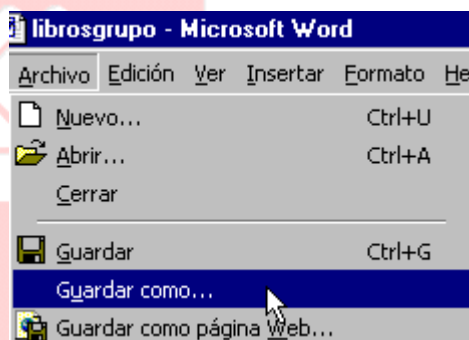 librosgrupo - Microsoft Word
Archivo Edición Ver Insertar Formato He
Nuevo... Ctrl+U
Abrir... Ctrl+A
Cerrar
Guardar Ctrl+G
Guardar como...
Guardar como página Web...